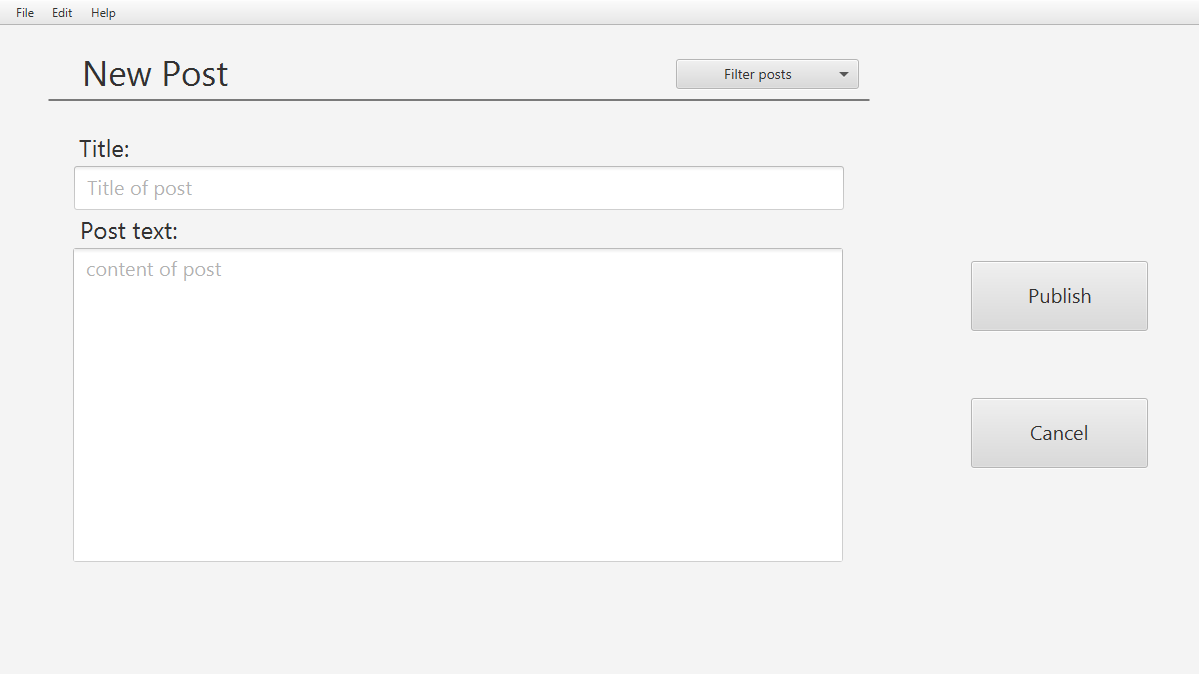 File Edit Help
New Post
Filter posts
Title:
Title of post
Post text:
content of post
Publish
Cancel